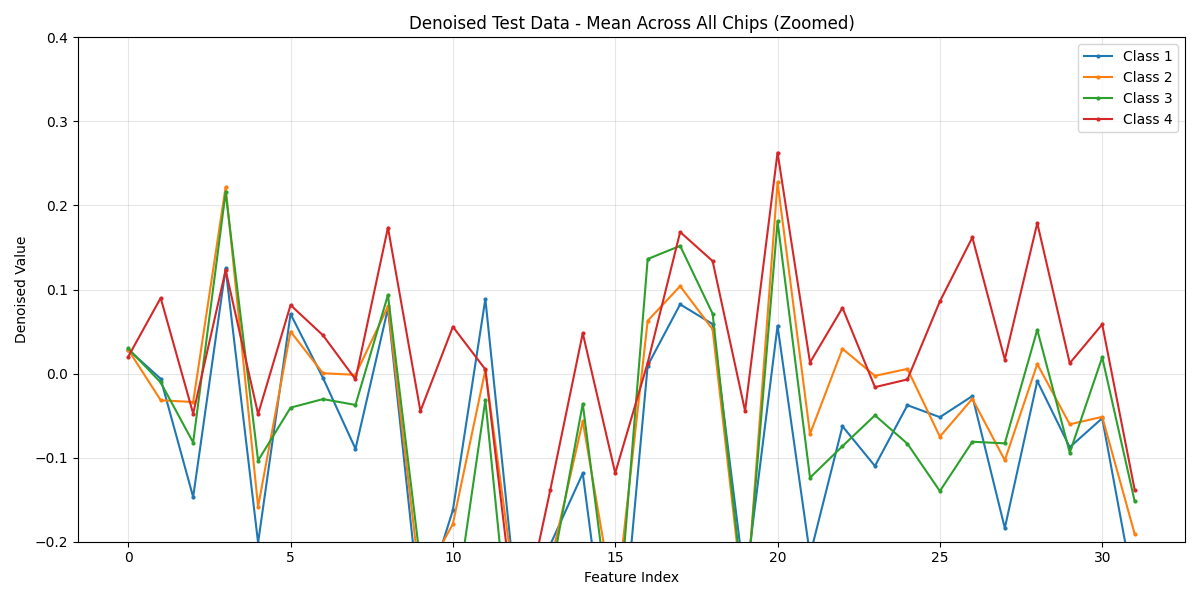 Denoised Test Data - Mean Across All Chips (Zoomed)
0.4
0.3
0.2
0.1
0.0
−0.1
−0.2
Denoised Value
Class 1
Class 2
Class 3
Class 4
0 5 10 15 20 25 30
Feature Index